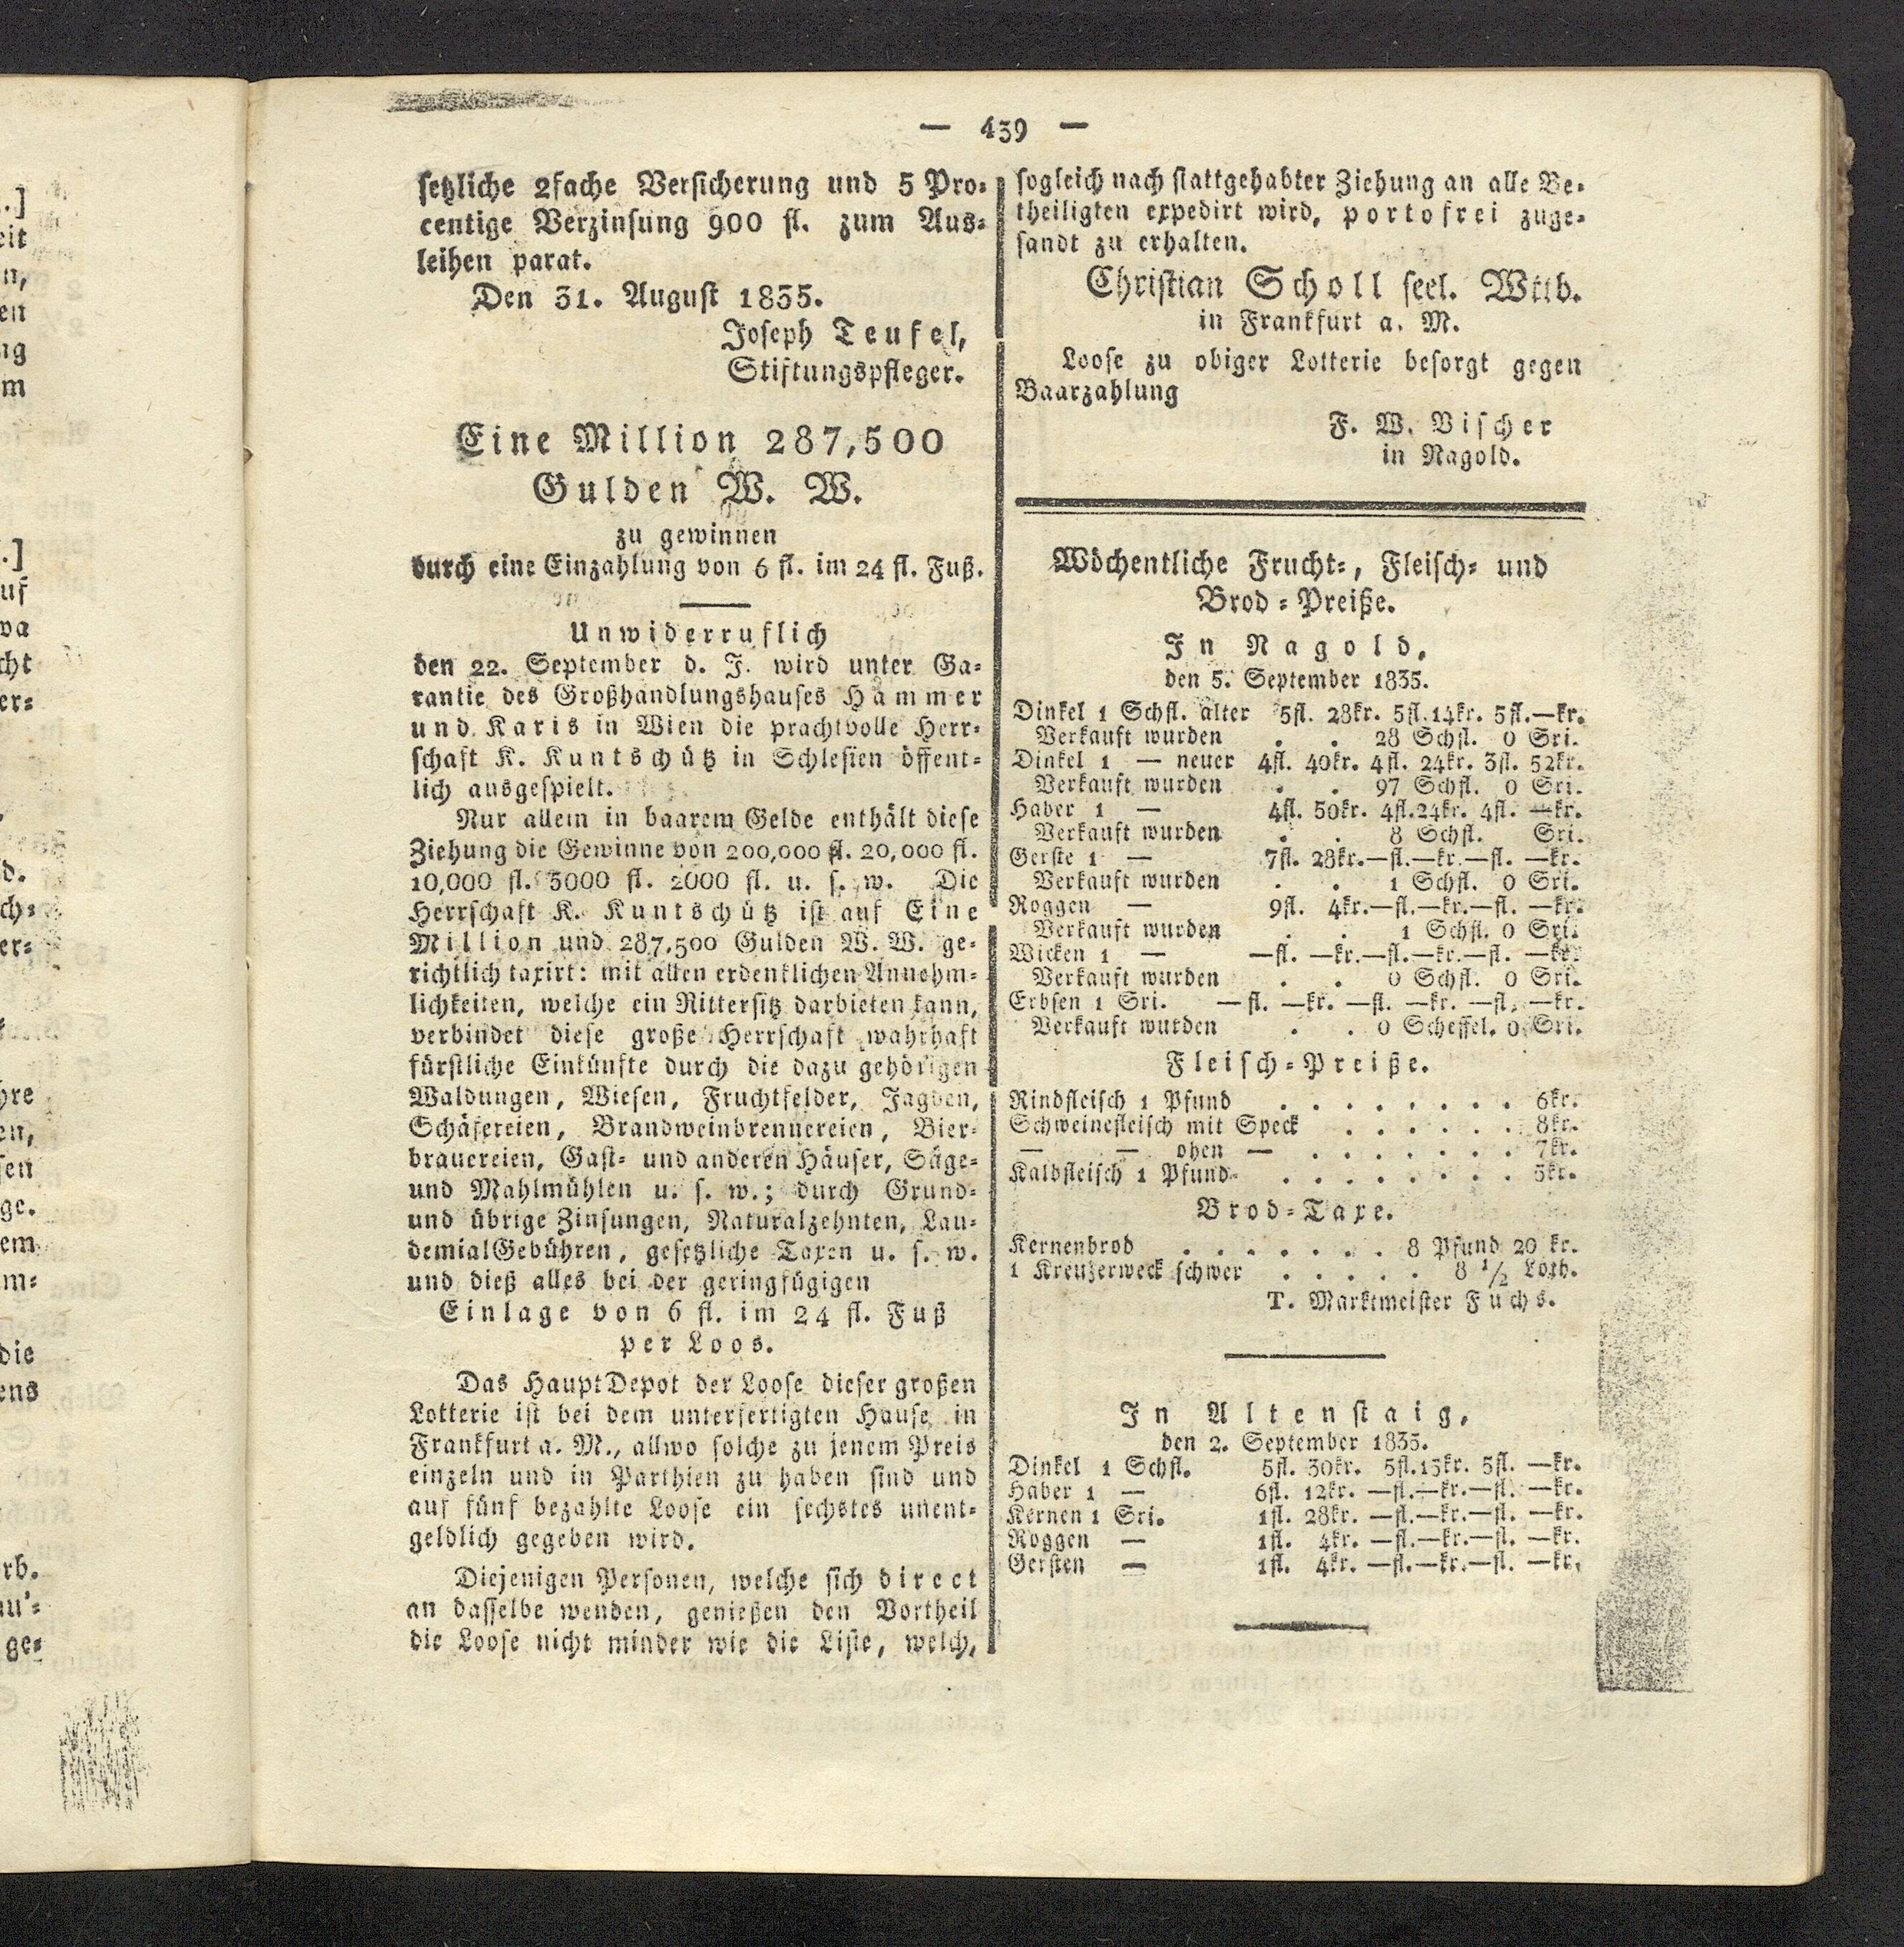 — 439 —
setzliche 2fache Versicherung und 5 Pro-
centige Verzinsung 900 fl. zum Aus-
leihen parat.
Den 31. August 1835.
Joseph Teufel,
Stiftungspfleger.
Eine Million 287,500
Gulden W. W.
zu gewinnen
durch eine Einzahlung von 6 fl. im 24 fl. Fuß.
Unwiderruflich
den 22. September d. J. wird unter Ga-
rantie des Großhandlungshauses Hammer
und Karis in Wien die prachtvolle Herr-
schaft K. Kuntschütz in Schlesien öffent-
lich ausgespielt.
Nur allein in baarem Gelde enthält diese
Ziehung die Gewinne von 200,000 fl. 20,000 fl.
10,000 fl. 5000 fl. 2000 fl. u. s. w. Die
Herrschaft K. Kuntschütz ist auf Eine
Million und 287,500 Gulden W. W. ge-
richtlich taxirt: mit allen erdenklichen Annehm-
lichkeiten, welche ein Rittersitz darbieten kann,
verbindet diese große Herrschaft wahrhaft
fürstliche Einkünfte durch die dazu gehörigen
Waldungen, Wiesen, Fruchtfelder, Jagden,
Schäfereien, Brandweinbrennereien, Bier-
brauereien, Gast- und anderen Häuser, Säge-
und Mahlmühlen u. s. w.; durch Grund-
und übrige Zinsungen, Naturalzehnten, Lau-
demialGebühren, gesetzliche Taxen u. s. w.
und dieß alles bei der geringfügigen
Einlage von 6 fl. im 24 fl. Fuß
per Loos.
Das HauptDepot der Loose dieser großen
Lotterie ist bei dem unterfertigten Hause in
Frankfurt a. M., allwo solche zu jenem Preis
einzeln und in Parthien zu haben sind und
auf fünf bezahlte Loose ein sechstes unent-
geldlich gegeben wird.
Diejenigen Personen, welche sich direct
an dasselbe wenden, genießen den Vortheil
die Loose nicht minder wie die Liste, welch,
sogleich nach stattgehabter Ziehung an alle Be-
theiligten expedirt wird, portofrei zuge-
sandt zu erhalten.
Christian Scholl seel. Wttb.
in Frankfurt a. M.
Loose zu obiger Lotterie besorgt gegen
Baarzahlung
F. W. Vischer
in Nagold.
Wöchentliche Frucht-, Fleisch- und
Brod-Preiße.
In Nagold,
den 5. September 1835.
Dinkel 1 Schfl. alter 5fl. 28kr. 5fl. 14kr. 5fl.—kr.
Verkauft wurden . . 28 Schfl. 0 Sri.
Dinkel 1 — neuer 4fl. 40kr. 4fl. 24kr. 3fl. 52kr.
Verkauft wurden . . 97 Schfl. 0 Sri.
Haber 1 — 4fl. 50kr. 4fl. 24kr. 4fl. —kr.
Verkauft wurden . . 8 Schfl. Sri.
Gerste 1 — 7fl. 28kr.—fl.—kr.—fl. —kr.
Verkauft wurden . . 1 Schfl. 0 Sri.
Roggen — 9fl. 4kr.—fl.—kr.—fl. —kr.
Verkauft wurden . . 1 Schfl. 0 Sri.
Wicken 1 — —fl. —kr.—fl.—kr.—fl. —kr.
Verkauft wurden . . 0 Schfl. 0 Sri.
Erbsen 1 Sri. —fl. —kr. —fl. —kr. —fl. —kr.
Verkauft wurden . . 0 Scheffel. 0 Sri.
Fleisch-Preiße.
Rindfleisch 1 Pfund . . . . . . . . 6kr.
Schweinefleisch mit Speck . . . . . . 8kr.
— — ohen — . . . . . . . 7kr.
Kalbfleisch 1 Pfund . . . . . . . . 5kr.
Brod-Taxe.
Kernenbrod . . . . . . . 8 Pfund 20 kr.
1 Kreuzerweck schwer . . . . . 8 1/2 Loth.
T. Marktmeister Fuchs.
In Altenstaig,
den 2. September 1835.
Dinkel 1 Schfl. 5fl. 30kr. 5fl. 15kr. 5fl. —kr.
Haber 1 — 6fl. 12kr. —fl.—kr.—fl. —kr.
Kernen 1 Sri. 1fl. 28kr. —fl.—kr.—fl. —kr.
Roggen — 1fl. 4kr. —fl.—kr.—fl. —kr.
Gersten — 1fl. 4kr. —fl.—kr.—fl. —kr.